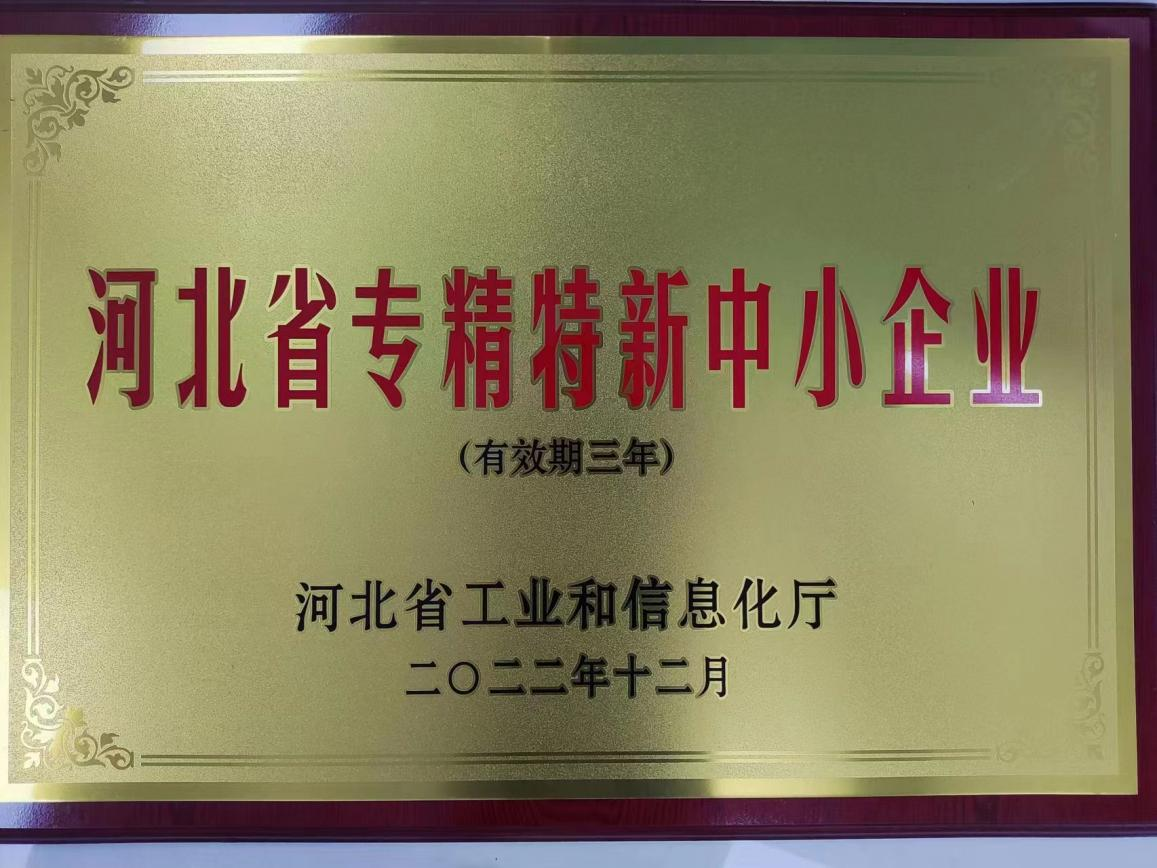 河北省专精特新中小企业
（有效期三年）
河北省工业和信息化厅
二〇二二年十二月